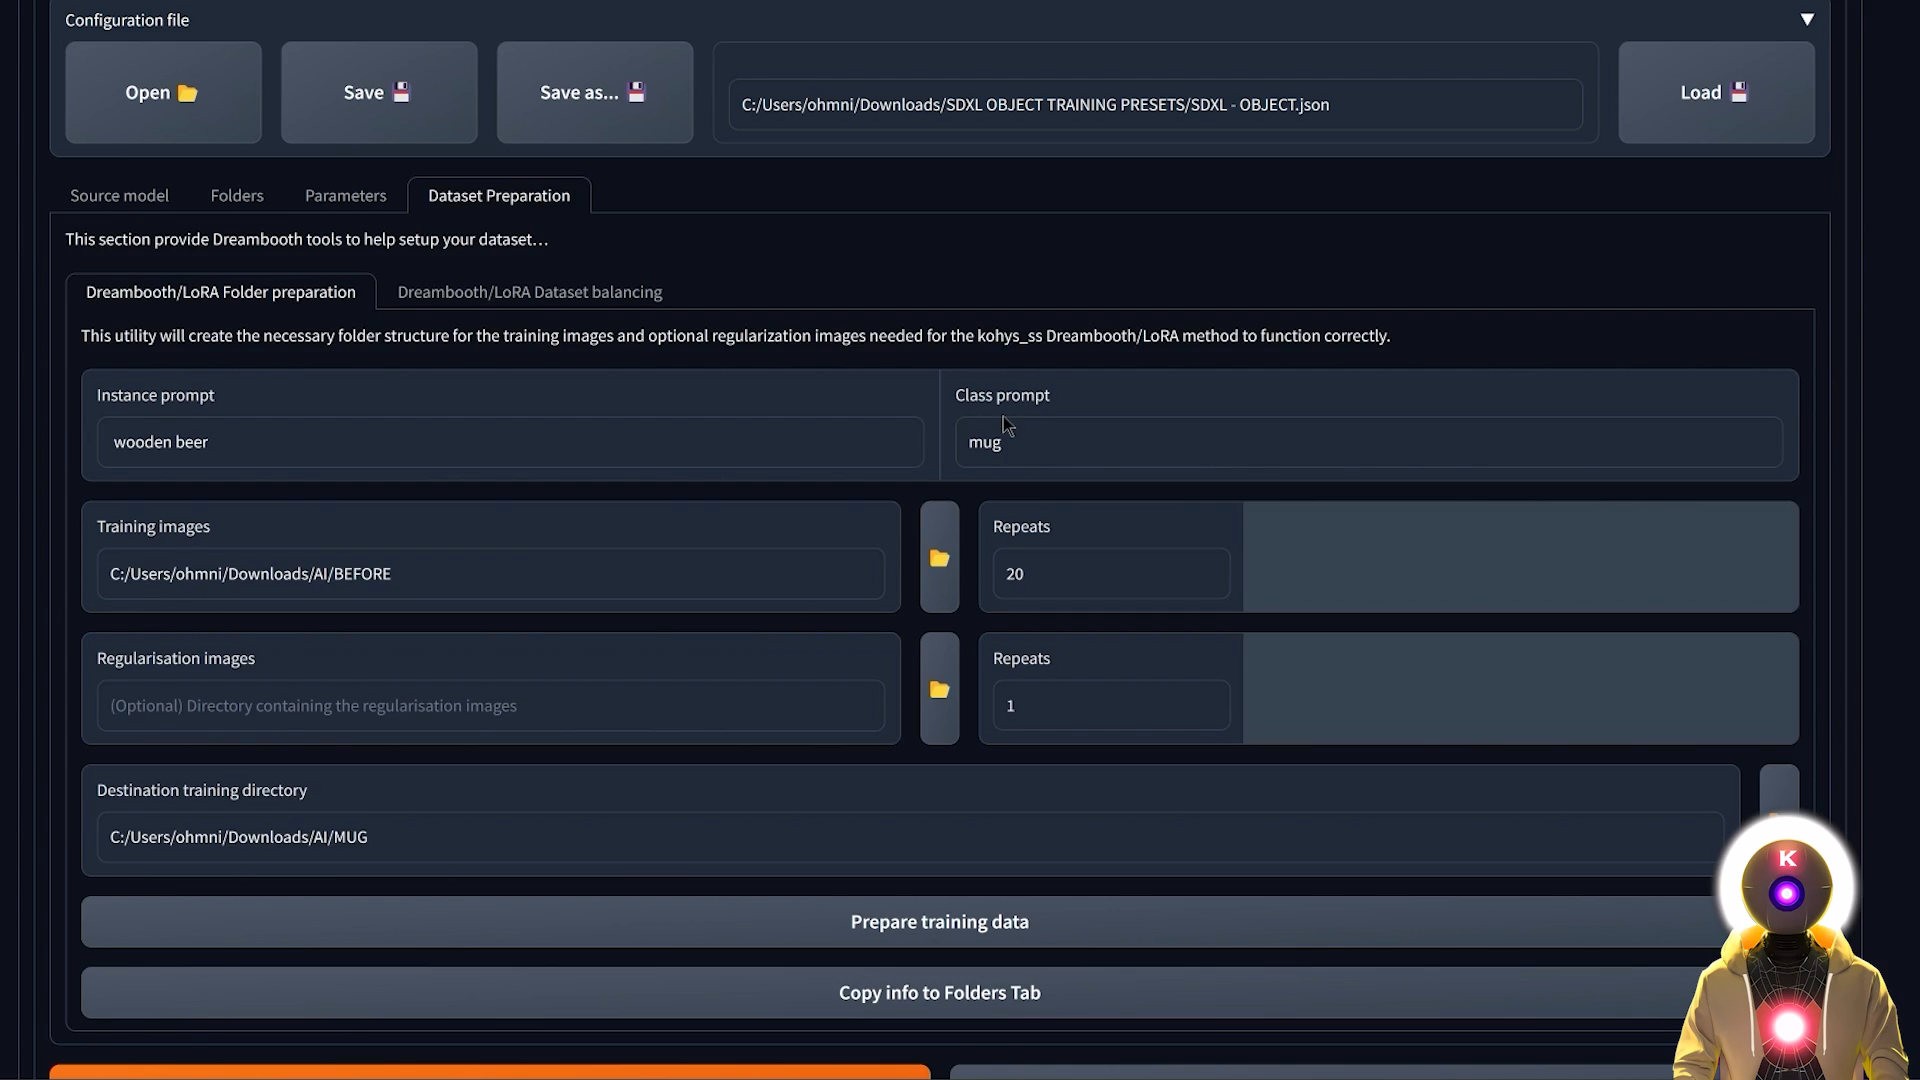 Configuration file
▼
Open
Save
Save as...
C:/Users/ohmni/Downloads/SDXL OBJECT TRAINING PRESETS/SDXL - OBJECT.json
Load
Source model
Folders
Parameters
Dataset Preparation
This section provide Dreambooth tools to help setup your dataset…
Dreambooth/LoRA Folder preparation
Dreambooth/LoRA Dataset balancing
This utility will create the necessary folder structure for the training images and optional regularization images needed for the kohys_ss Dreambooth/LoRA method to function correctly.
Instance prompt
Class prompt
wooden beer
mug
Training images
Repeats
C:/Users/ohmni/Downloads/AI/BEFORE
20
Regularisation images
Repeats
(Optional) Directory containing the regularisation images
1
Destination training directory
C:/Users/ohmni/Downloads/AI/MUG
Prepare training data
Copy info to Folders Tab
K